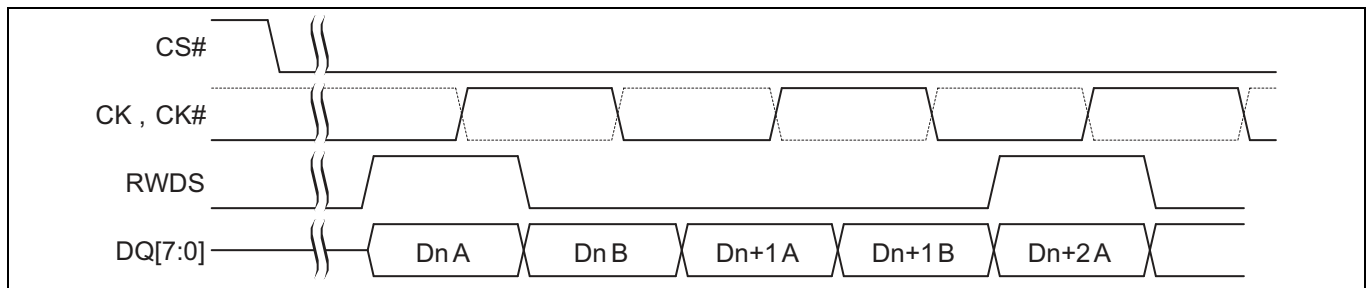 CS#
CK , CK#
RWDS
DQ[7:0]
Dn A
Dn B
Dn+1 A
Dn+1 B
Dn+2 A